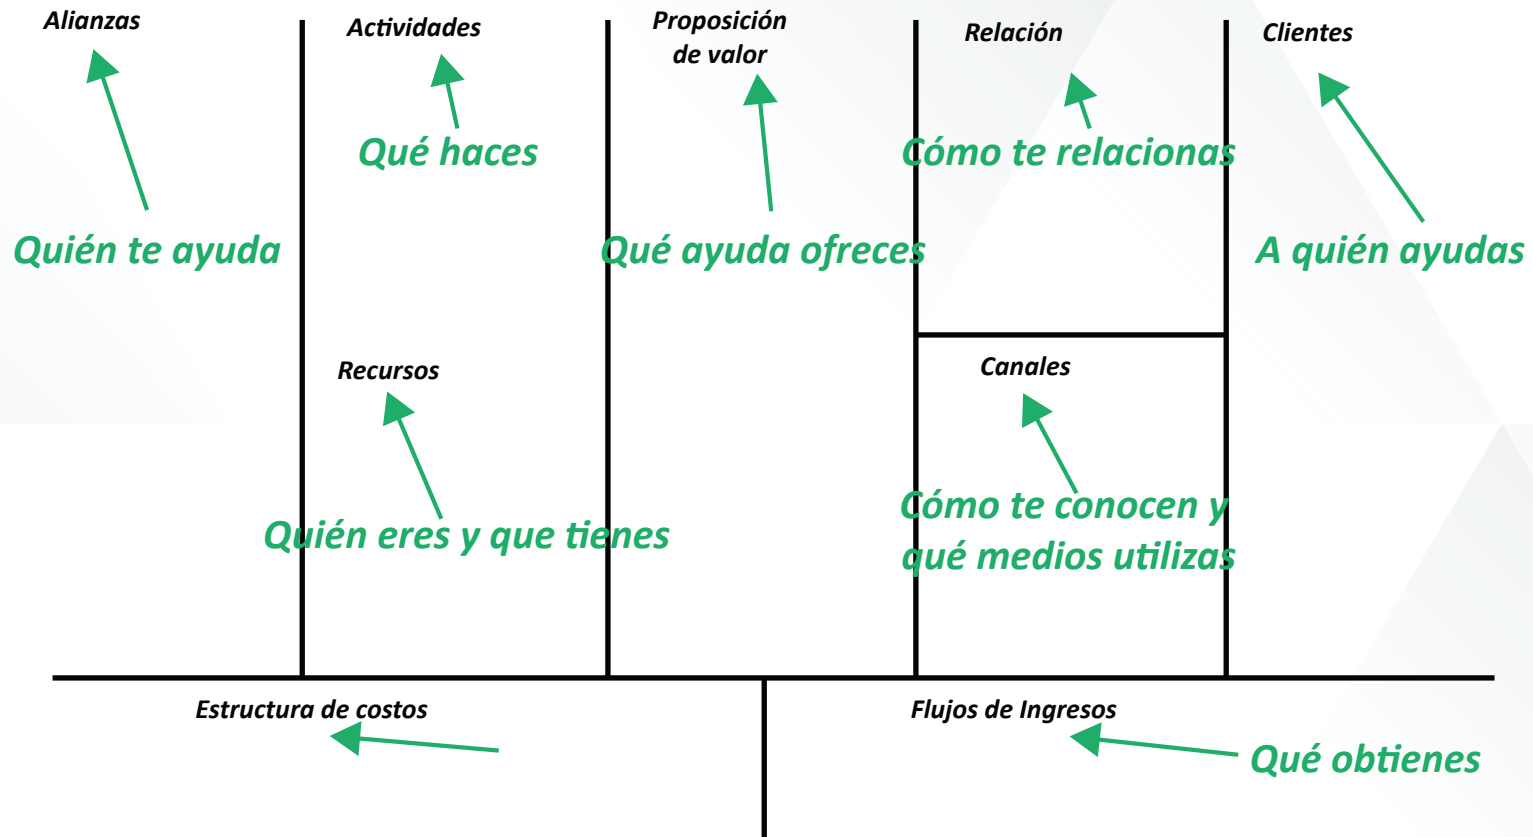 Alianzas
Quién te ayuda
Actividades
Qué haces
Recursos
Quién eres y que tienes
Proposición
de valor
Qué ayuda ofreces
Relación
Cómo te relacionas
Canales
Cómo te conocen y
qué medios utilizas
Clientes
A quién ayudas
Estructura de costos
Flujos de Ingresos
Qué obtienes